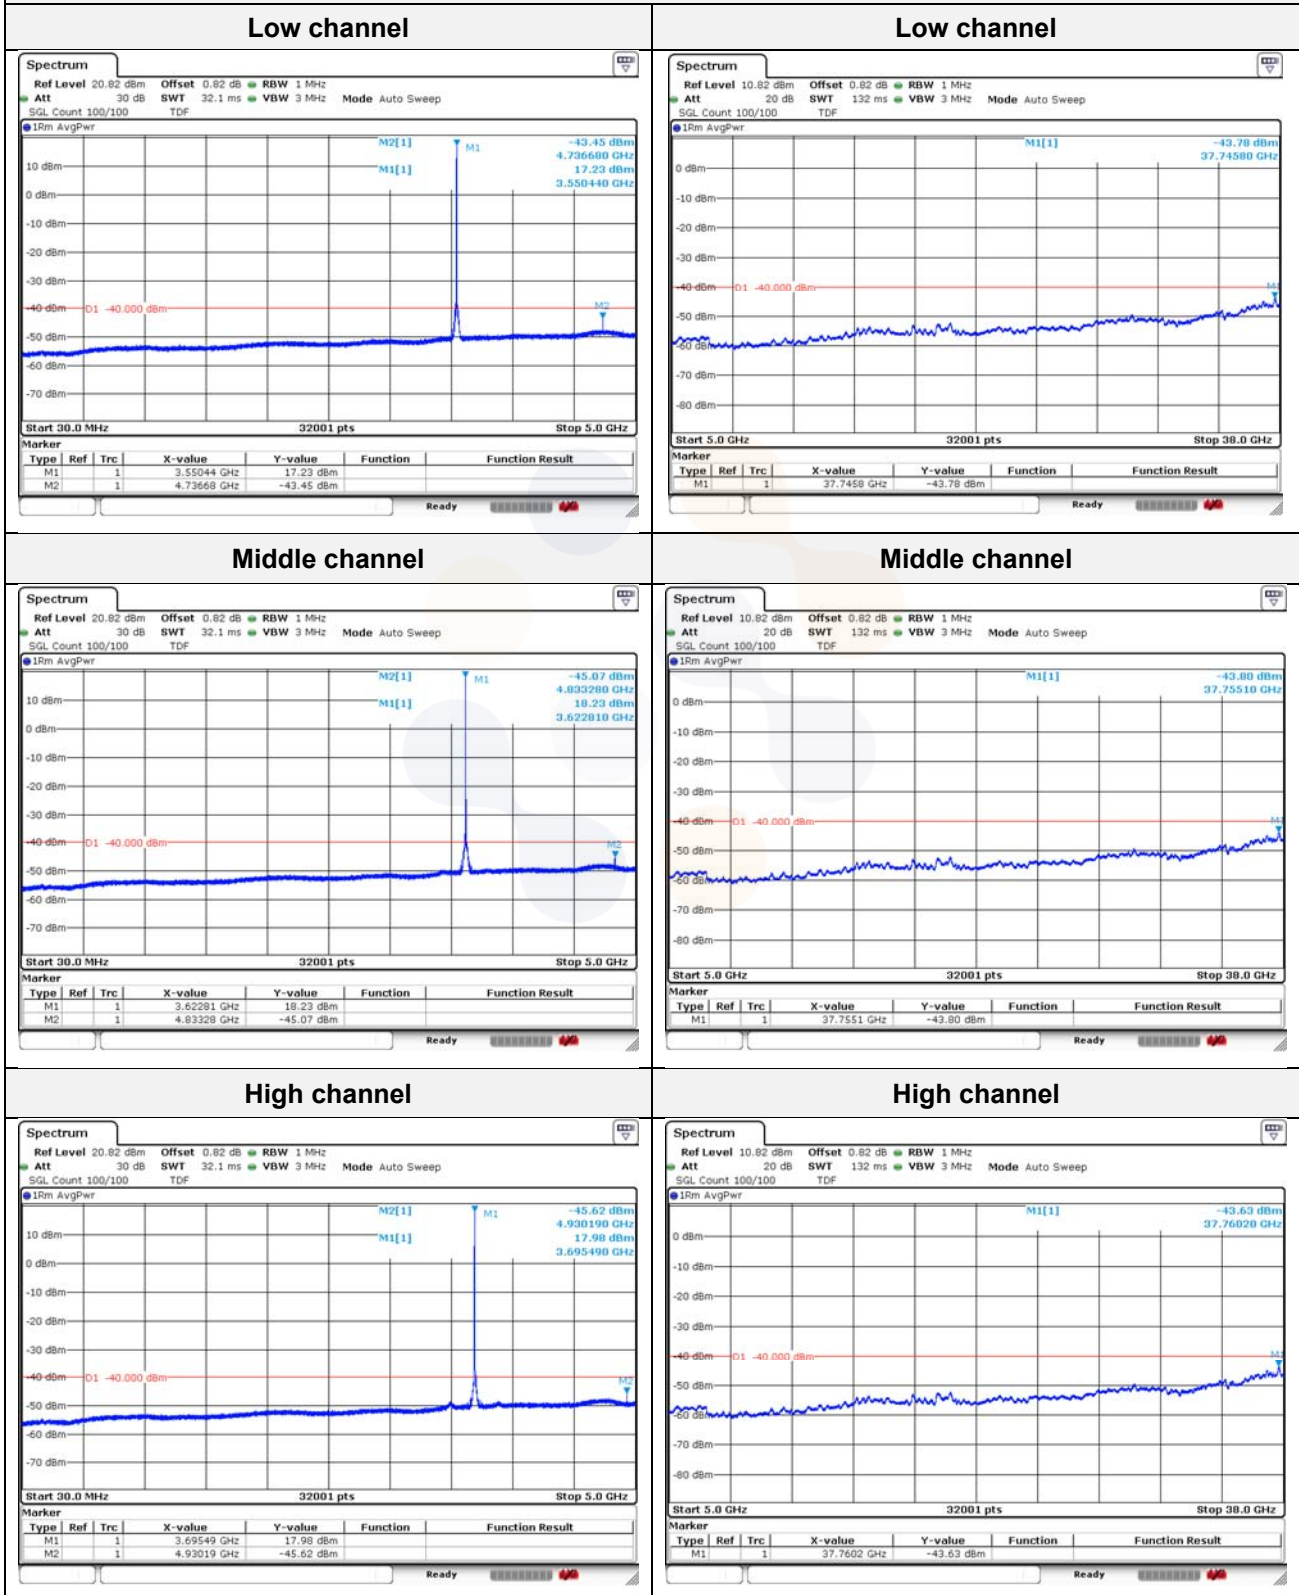 Low channel
Spectrum
Ref Level 20.82 dBm Offset 0.82 dB RBW 1 MHz
Att 30 dB SWT 32.1 ms VBW 3 MHz Mode Auto Sweep
SGL Count 100/100 TDF
1Rm AvgPwr
M2[1] -43.45 dBm
4.736680 GHz
M1[1] 17.23 dBm
3.550440 GHz
M1
10 dBm
0 dBm
-10 dBm
-20 dBm
-30 dBm
-40 dBm D1 -40.000 dBm
M2
-50 dBm
-60 dBm
-70 dBm
Start 30.0 MHz 32001 pts Stop 5.0 GHz
Marker
Type Ref Trc X-value Y-value Function Function Result
M1 1 3.55044 GHz 17.23 dBm
M2 1 4.73668 GHz -43.45 dBm
Ready
Low channel
Spectrum
Ref Level 10.82 dBm Offset 0.82 dB RBW 1 MHz
Att 20 dB SWT 132 ms VBW 3 MHz Mode Auto Sweep
SGL Count 100/100 TDF
1Rm AvgPwr
M1[1] -43.78 dBm
37.74580 GHz
0 dBm
-10 dBm
-20 dBm
-30 dBm
-40 dBm D1 -40.000 dBm
M1
-50 dBm
-60 dBm
-70 dBm
-80 dBm
Start 5.0 GHz 32001 pts Stop 38.0 GHz
Marker
Type Ref Trc X-value Y-value Function Function Result
M1 1 37.7458 GHz -43.78 dBm
Ready
Middle channel
Spectrum
Ref Level 20.82 dBm Offset 0.82 dB RBW 1 MHz
Att 30 dB SWT 32.1 ms VBW 3 MHz Mode Auto Sweep
SGL Count 100/100 TDF
1Rm AvgPwr
M2[1] -45.07 dBm
4.833280 GHz
M1[1] 18.23 dBm
3.622810 GHz
M1
10 dBm
0 dBm
-10 dBm
-20 dBm
-30 dBm
-40 dBm D1 -40.000 dBm
M2
-50 dBm
-60 dBm
-70 dBm
Start 30.0 MHz 32001 pts Stop 5.0 GHz
Marker
Type Ref Trc X-value Y-value Function Function Result
M1 1 3.62281 GHz 18.23 dBm
M2 1 4.83328 GHz -45.07 dBm
Ready
Middle channel
Spectrum
Ref Level 10.82 dBm Offset 0.82 dB RBW 1 MHz
Att 20 dB SWT 132 ms VBW 3 MHz Mode Auto Sweep
SGL Count 100/100 TDF
1Rm AvgPwr
M1[1] -43.80 dBm
37.75510 GHz
0 dBm
-10 dBm
-20 dBm
-30 dBm
-40 dBm D1 -40.000 dBm
M1
-50 dBm
-60 dBm
-70 dBm
-80 dBm
Start 5.0 GHz 32001 pts Stop 38.0 GHz
Marker
Type Ref Trc X-value Y-value Function Function Result
M1 1 37.7551 GHz -43.80 dBm
Ready
High channel
Spectrum
Ref Level 20.82 dBm Offset 0.82 dB RBW 1 MHz
Att 30 dB SWT 32.1 ms VBW 3 MHz Mode Auto Sweep
SGL Count 100/100 TDF
1Rm AvgPwr
M2[1] -45.62 dBm
4.930190 GHz
M1[1] 17.98 dBm
3.695490 GHz
M1
10 dBm
0 dBm
-10 dBm
-20 dBm
-30 dBm
-40 dBm D1 -40.000 dBm
M2
-50 dBm
-60 dBm
-70 dBm
Start 30.0 MHz 32001 pts Stop 5.0 GHz
Marker
Type Ref Trc X-value Y-value Function Function Result
M1 1 3.69549 GHz 17.98 dBm
M2 1 4.93019 GHz -45.62 dBm
Ready
High channel
Spectrum
Ref Level 10.82 dBm Offset 0.82 dB RBW 1 MHz
Att 20 dB SWT 132 ms VBW 3 MHz Mode Auto Sweep
SGL Count 100/100 TDF
1Rm AvgPwr
M1[1] -43.63 dBm
37.76020 GHz
0 dBm
-10 dBm
-20 dBm
-30 dBm
-40 dBm D1 -40.000 dBm
M1
-50 dBm
-60 dBm
-70 dBm
-80 dBm
Start 5.0 GHz 32001 pts Stop 38.0 GHz
Marker
Type Ref Trc X-value Y-value Function Function Result
M1 1 37.7602 GHz -43.63 dBm
Ready